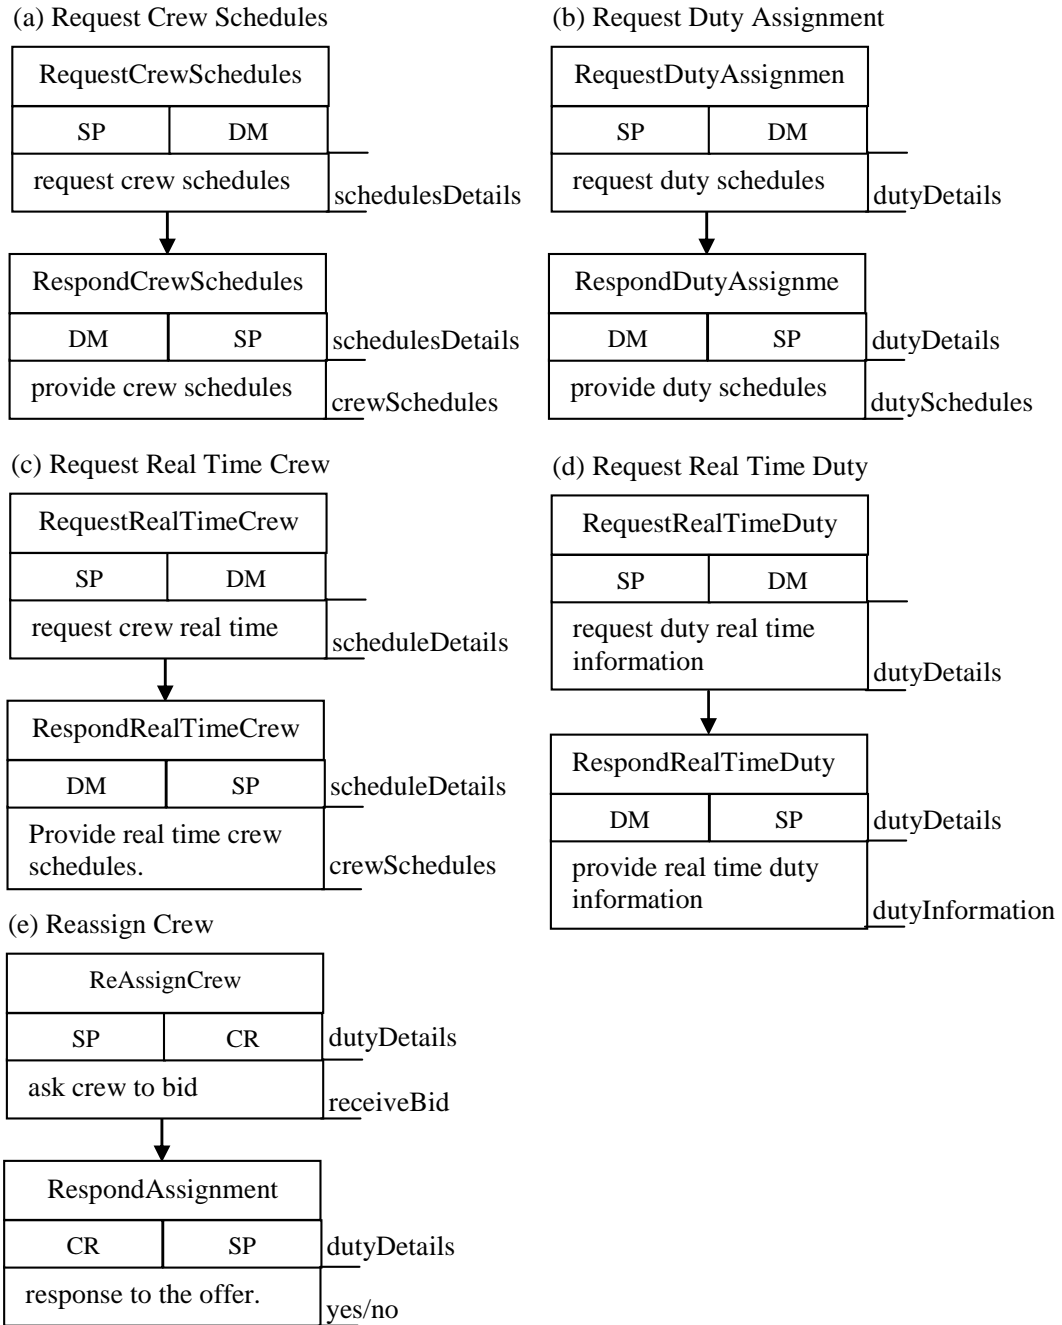 (a) Request Crew Schedules
RequestCrewSchedules
SP
DM
request crew schedules
schedulesDetails
RespondCrewSchedules
DM
SP
schedulesDetails
provide crew schedules
crewSchedules
(b) Request Duty Assignment
RequestDutyAssignmen
SP
DM
request duty schedules
dutyDetails
RespondDutyAssignme
DM
SP
dutyDetails
provide duty schedules
dutySchedules
(c) Request Real Time Crew
RequestRealTimeCrew
SP
DM
request crew real time
scheduleDetails
RespondRealTimeCrew
DM
SP
scheduleDetails
Provide real time crew
schedules.
crewSchedules
(d) Request Real Time Duty
RequestRealTimeDuty
SP
DM
request duty real time
information
dutyDetails
RespondRealTimeDuty
DM
SP
dutyDetails
provide real time duty
information
dutyInformation
(e) Reassign Crew
ReAssignCrew
SP
CR
dutyDetails
ask crew to bid
receiveBid
RespondAssignment
CR
SP
dutyDetails
response to the offer.
yes/no